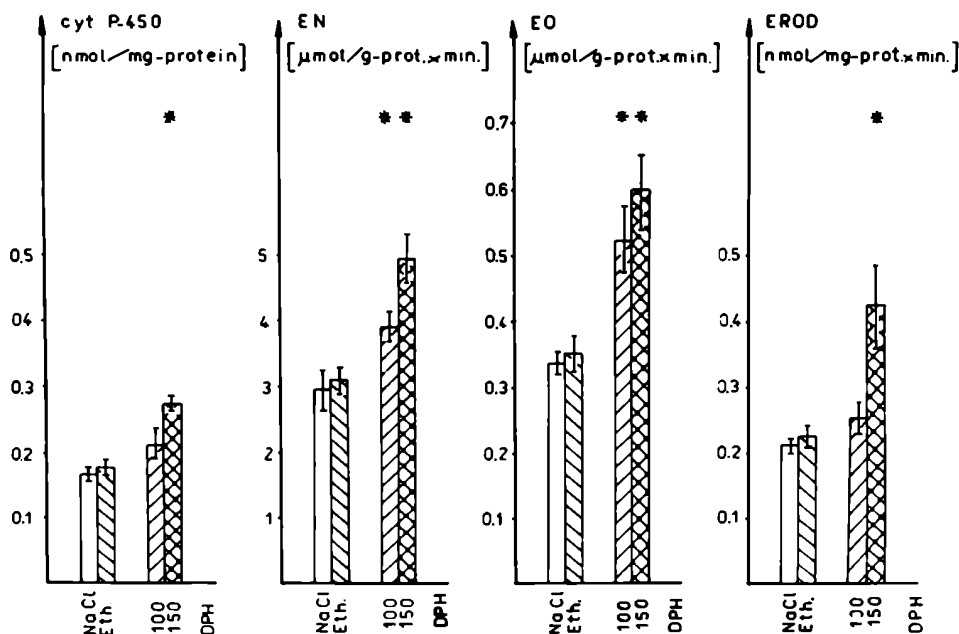 cyt P-450
[nmol/mg-protein]
*
0.5
04
0.3
0.2
0.1
NaCl
Eth.
100
150
DPH
EN
[μmol/g-prot.×min.]
* *
5
4
3
2
1
NaCl
Eth.
100
150
DPH
EO
[μmol/g-prot.×min.]
* *
0.7
0.6
0.5
0.4
0.3
0.2
0.1
NaCl
Eth.
100
150
DPH
EROD
[nmol/mg-prot.×min.]
*
0.5
0.4
0.3
0.2
0.1
NaCl
Eth.
100
150
DPH